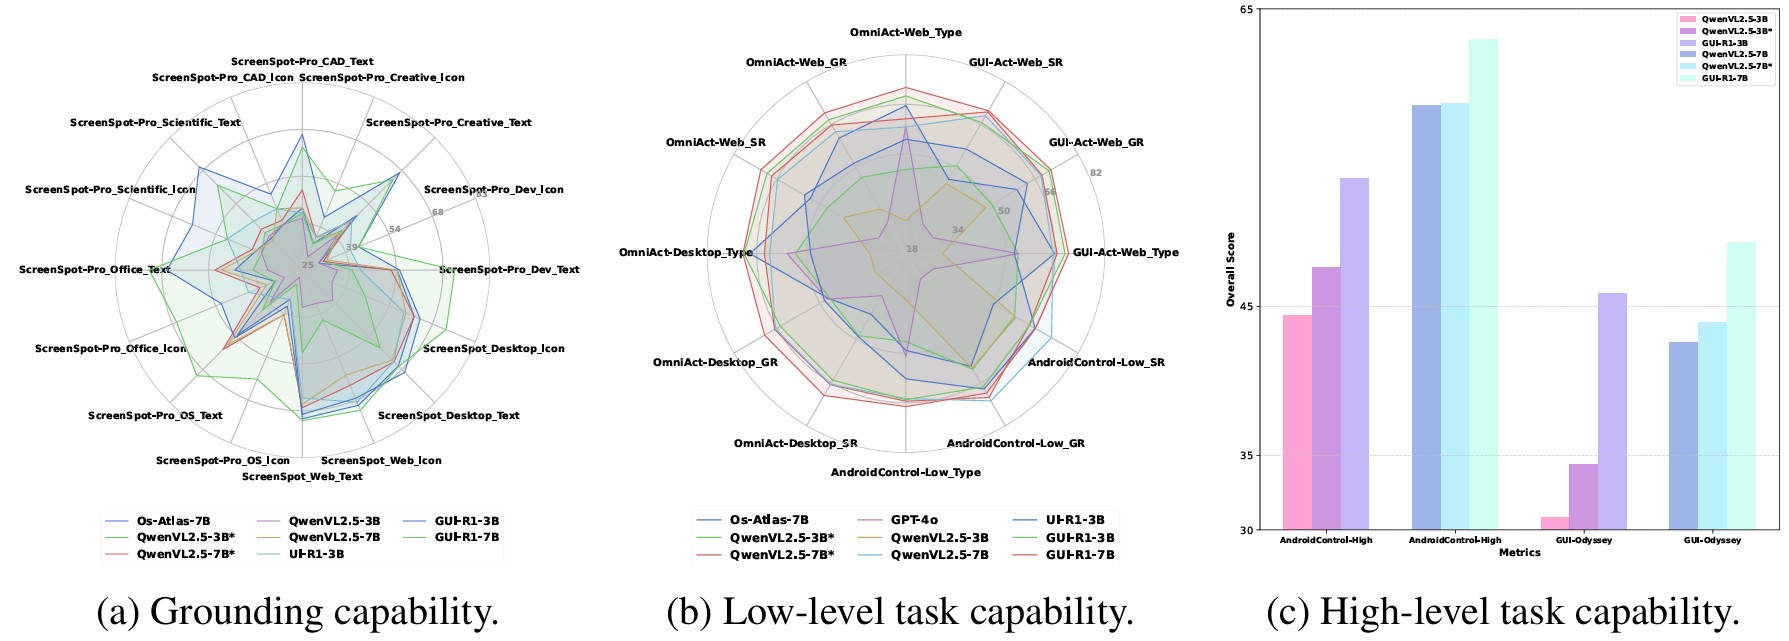 ScreenSpot-Pro_CAD_Text
ScreenSpot-Pro_CAD_Icon ScreenSpot-Pro_Creative_Icon
ScreenSpot-Pro_Scientific_Text
ScreenSpot-Pro_Creative_Text
ScreenSpot-Pro_Scientific_Icon
ScreenSpot-Pro_Dev_Icon
83
68
54
39
25
ScreenSpot-Pro_Office_Text
ScreenSpot-Pro_Dev_Text
ScreenSpot-Pro_Office_Icon
ScreenSpot_Desktop_Icon
ScreenSpot-Pro_OS_Text
ScreenSpot_Desktop_Text
ScreenSpot-Pro_OS_Icon
ScreenSpot_Web_Icon
ScreenSpot_Web_Text
Os-Atlas-7B
QwenVL2.5-3B*
QwenVL2.5-7B*
QwenVL2.5-3B
QwenVL2.5-7B
UI-R1-3B
GUI-R1-3B
GUI-R1-7B
(a) Grounding capability.
OmniAct-Web_Type
OmniAct-Web_GR
GUI-Act-Web_SR
OmniAct-Web_SR
GUI-Act-Web_GR
82
66
50
34
18
OmniAct-Desktop_Type
GUI-Act-Web_Type
OmniAct-Desktop_GR
AndroidControl-Low_SR
OmniAct-Desktop_SR
AndroidControl-Low_GR
AndroidControl-Low_Type
Os-Atlas-7B
QwenVL2.5-3B*
QwenVL2.5-7B*
GPT-4o
QwenVL2.5-3B
QwenVL2.5-7B
UI-R1-3B
GUI-R1-3B
GUI-R1-7B
(b) Low-level task capability.
65
45
35
30
Overall Score
QwenVL2.5-3B
QwenVL2.5-3B*
GUI-R1-3B
QwenVL2.5-7B
QwenVL2.5-7B*
GUI-R1-7B
AndroidControl-High
AndroidControl-High
GUI-Odyssey
GUI-Odyssey
Metrics
(c) High-level task capability.